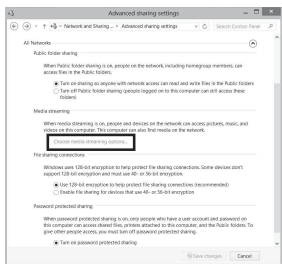 Advanced sharing settings
« Network and Sharing ... › Advanced sharing settings
Search Control Panel
All Networks
Public folder sharing
When Public folder sharing is on, people on the network, including homegroup members, can
access files in the Public folders.
Turn on sharing so anyone with network access can read and write files in the Public folders
Turn off Public folder sharing (people logged on to this computer can still access these
folders)
Media streaming
When media streaming is on, people and devices on the network can access pictures, music, and
videos on this computer. This computer can also find media on the network.
Choose media streaming options...
File sharing connections
Windows uses 128-bit encryption to help protect file sharing connections. Some devices don't
support 128-bit encryption and must use 40- or 56-bit encryption.
Use 128-bit encryption to help protect file sharing connections (recommended)
Enable file sharing for devices that use 40- or 56-bit encryption
Password protected sharing
When password protected sharing is on, only people who have a user account and password on
this computer can access shared files, printers attached to this computer, and the Public folders. To
give other people access, you must turn off password protected sharing.
Turn on password protected sharing
Save changes
Cancel